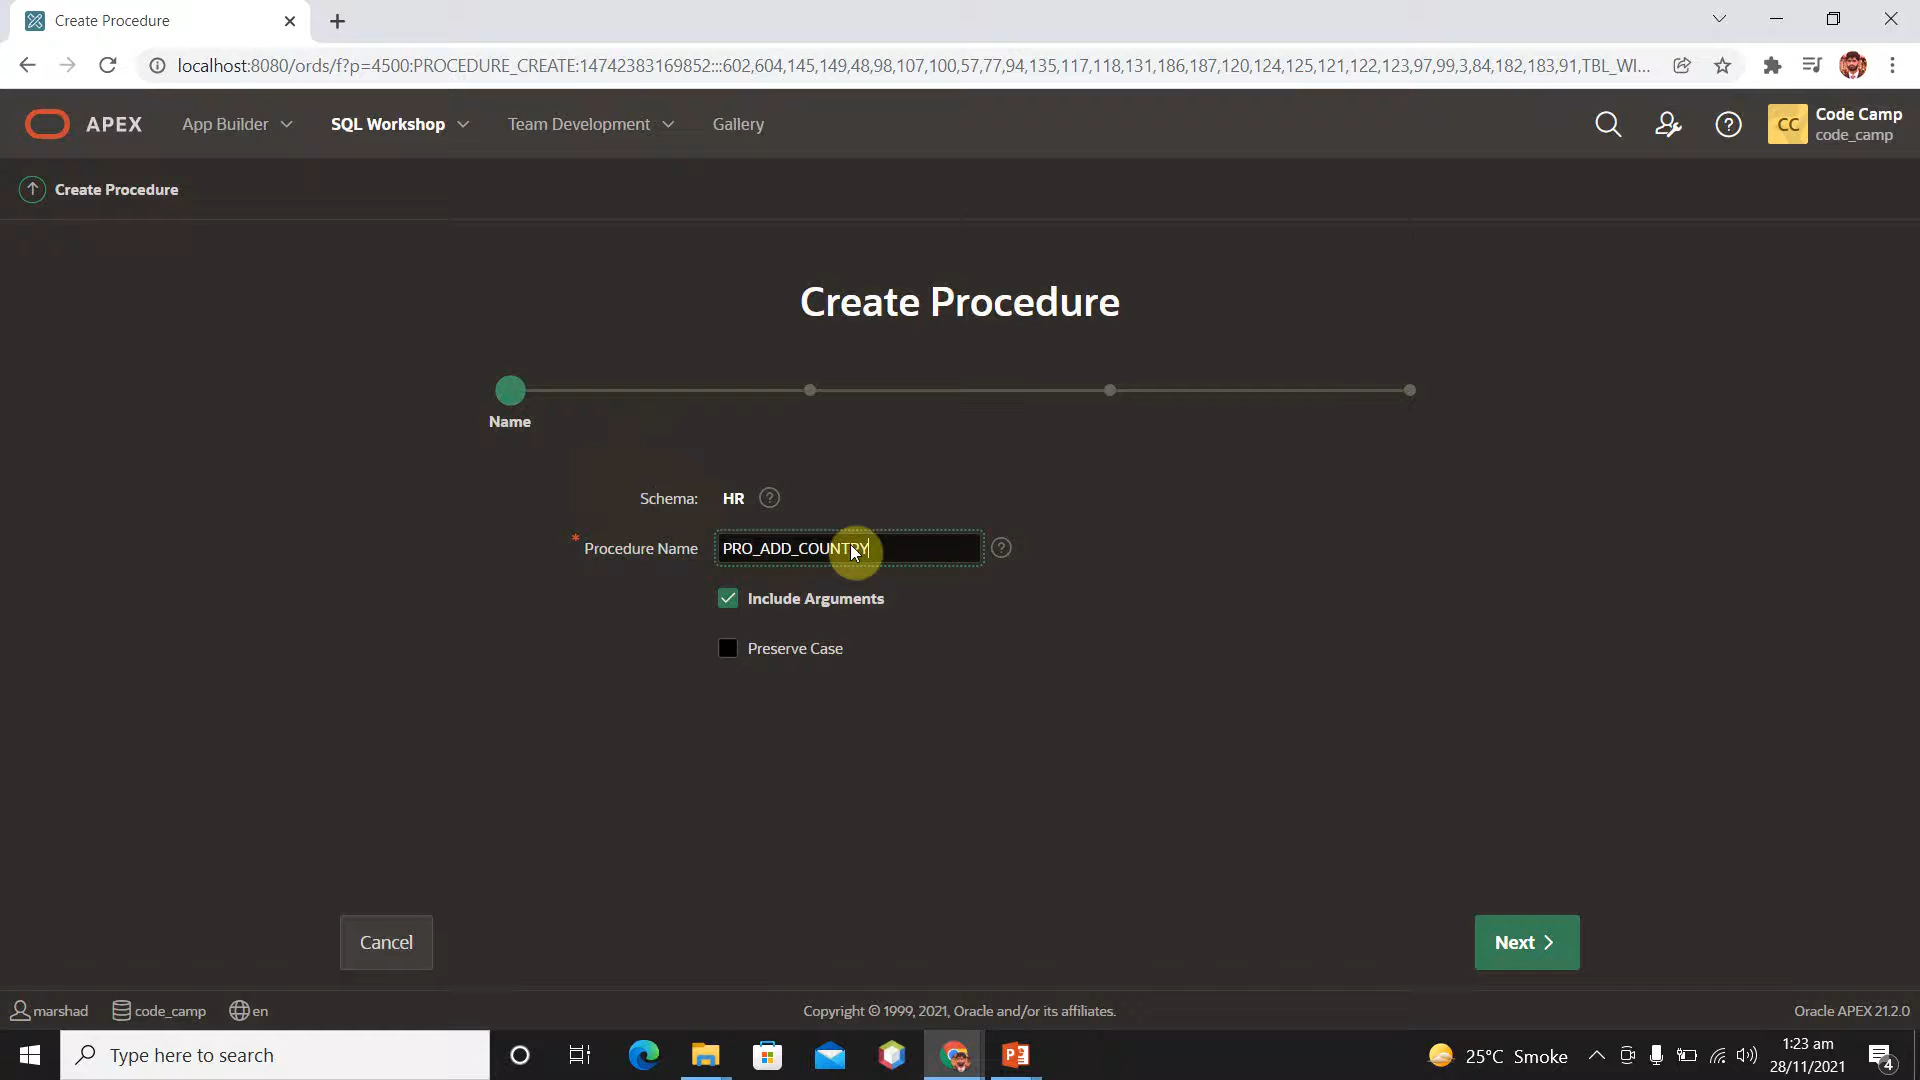 Create Procedure
localhost:8080/ords/f?p=4500:PROCEDURE_CREATE:14742383169852:::602,604,145,149,48,98,107,100,57,77,94,135,117,118,131,186,187,120,124,125,121,122,123,97,99,3,84,182,183,91,TBL_WI...
APEX App Builder SQL Workshop Team Development Gallery
CC
Code Camp
code_camp
Create Procedure
Create Procedure
Name
Schema: HR
* Procedure Name PRO_ADD_COUNTRY
Include Arguments
Preserve Case
Cancel
Next
marshad code_camp en
Copyright © 1999, 2021, Oracle and/or its affiliates.
Oracle APEX 21.2.0
Type here to search
25°C Smoke
1:23 am
28/11/2021
4